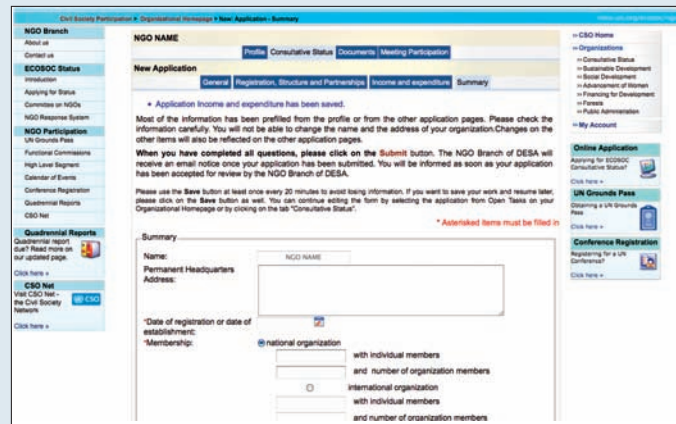 Civil Society Participation » Organizational Homepage » New: Application - Summary
NGO Branch
About us
Contact us
ECOSOC Status
Introduction
Applying for Status
Committee on NGOs
NGO Response System
NGO Participation
UN Grounds Pass
Functional Commissions
High Level Segment
Calendar of Events
Conference Registration
Quadrennial Reports
CSO Net
Quadrennial Reports
Quadrennial report
due? Read more on
our updated page.
Click here »
CSO Net
Visit CSO Net -
the Civil Society
Network
CSO
Click here »
NGO NAME
Profile Consultative Status Documents Meeting Participation
New Application
General Registration, Structure and Partnerships Income and expenditure Summary
Application Income and expenditure has been saved.
Most of the information has been prefilled from the profile or from the other application pages. Please check the
information carefully. You will not be able to change the name and the address of your organization.Changes on the
other items will also be reflected on the other application pages.
When you have completed all questions, please click on the Submit button. The NGO Branch of DESA will
receive an email notice once your application has been submitted. You will be informed as soon as your application
has been accepted for review by the NGO Branch of DESA.
Please use the Save button at least once every 20 minutes to avoid losing information. If you want to save your work and resume later,
please click on the Save button as well. You can continue editing the form by selecting the application from Open Tasks on your
Organizational Homepage or by clicking on the tab "Consultative Status".
* Asterisked items must be filled in
Summary
Name: NGO NAME
Permanent Headquarters
Address:
*Date of registration or date of
establishment:
*Membership: national organization
with individual members
and number of organization members
international organization
with individual members
and number of organization members
»» CSO Home
»» Organizations
»» Consultative Status
»» Sustainable Development
»» Social Development
»» Advancement of Women
»» Financing for Development
»» Forests
»» Public Administration
»» My Account
Online Application
Applying for ECOSOC
Consultative Status?
Click here »
UN Grounds Pass
Obtaining a UN Grounds
Pass
Click here »
Conference Registration
Registering for a UN
Conference?
Click here »